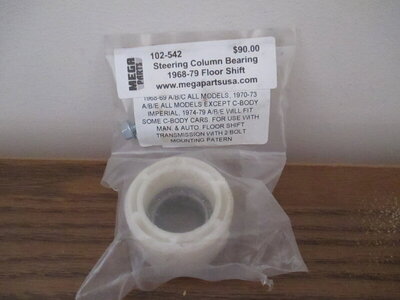 MEGA
PARTS
102-542 $90.00
Steering Column Bearing
1968-79 Floor Shift
www.megapartsusa.com
1968-69 A/B/C ALL MODELS, 1970-73
A/B/E ALL MODELS EXCEPT C-BODY
IMPERIAL. 1974-79 A/B/E WILL FIT
SOME C-BODY CARS. FOR USE WITH
MAN. & AUTO. FLOOR SHIFT
TRANSMISSION WITH 2 BOLT
MOUNTING PATERN